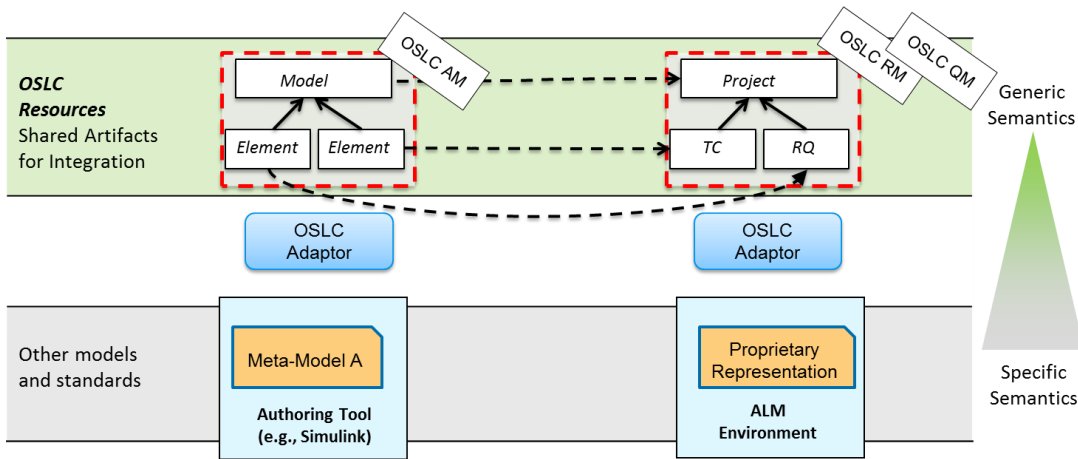 OSLC AM
OSLC RM
OSLC QM
OSLC
Resources
Shared Artifacts
for Integration
Model
Element
Element
Project
TC
RQ
Generic
Semantics
OSLC
Adaptor
OSLC
Adaptor
Other models
and standards
Meta-Model A
Authoring Tool
(e.g., Simulink)
Proprietary
Representation
ALM
Environment
Specific
Semantics